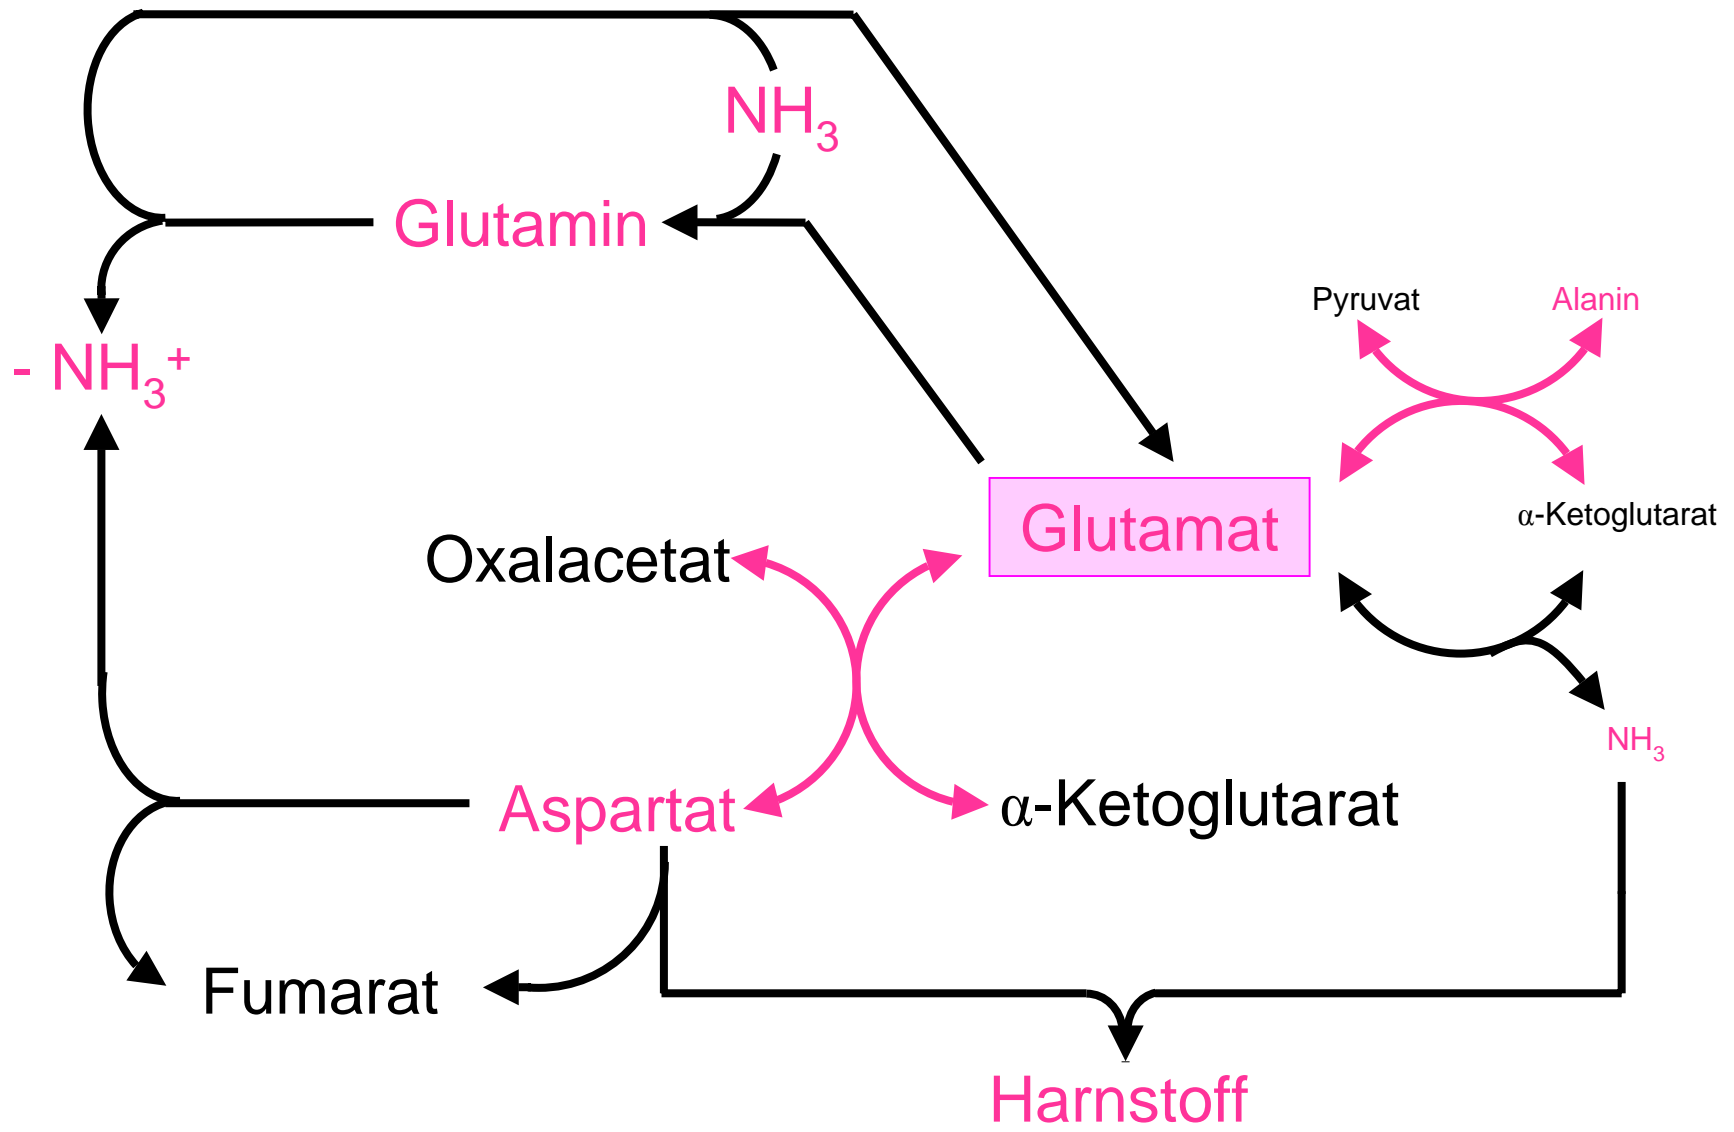 NH₃
Glutamin
Pyruvat
Alanin
- NH₃⁺
Glutamat
α-Ketoglutarat
Oxalacetat
NH₃
Aspartat
α-Ketoglutarat
Fumarat
Harnstoff